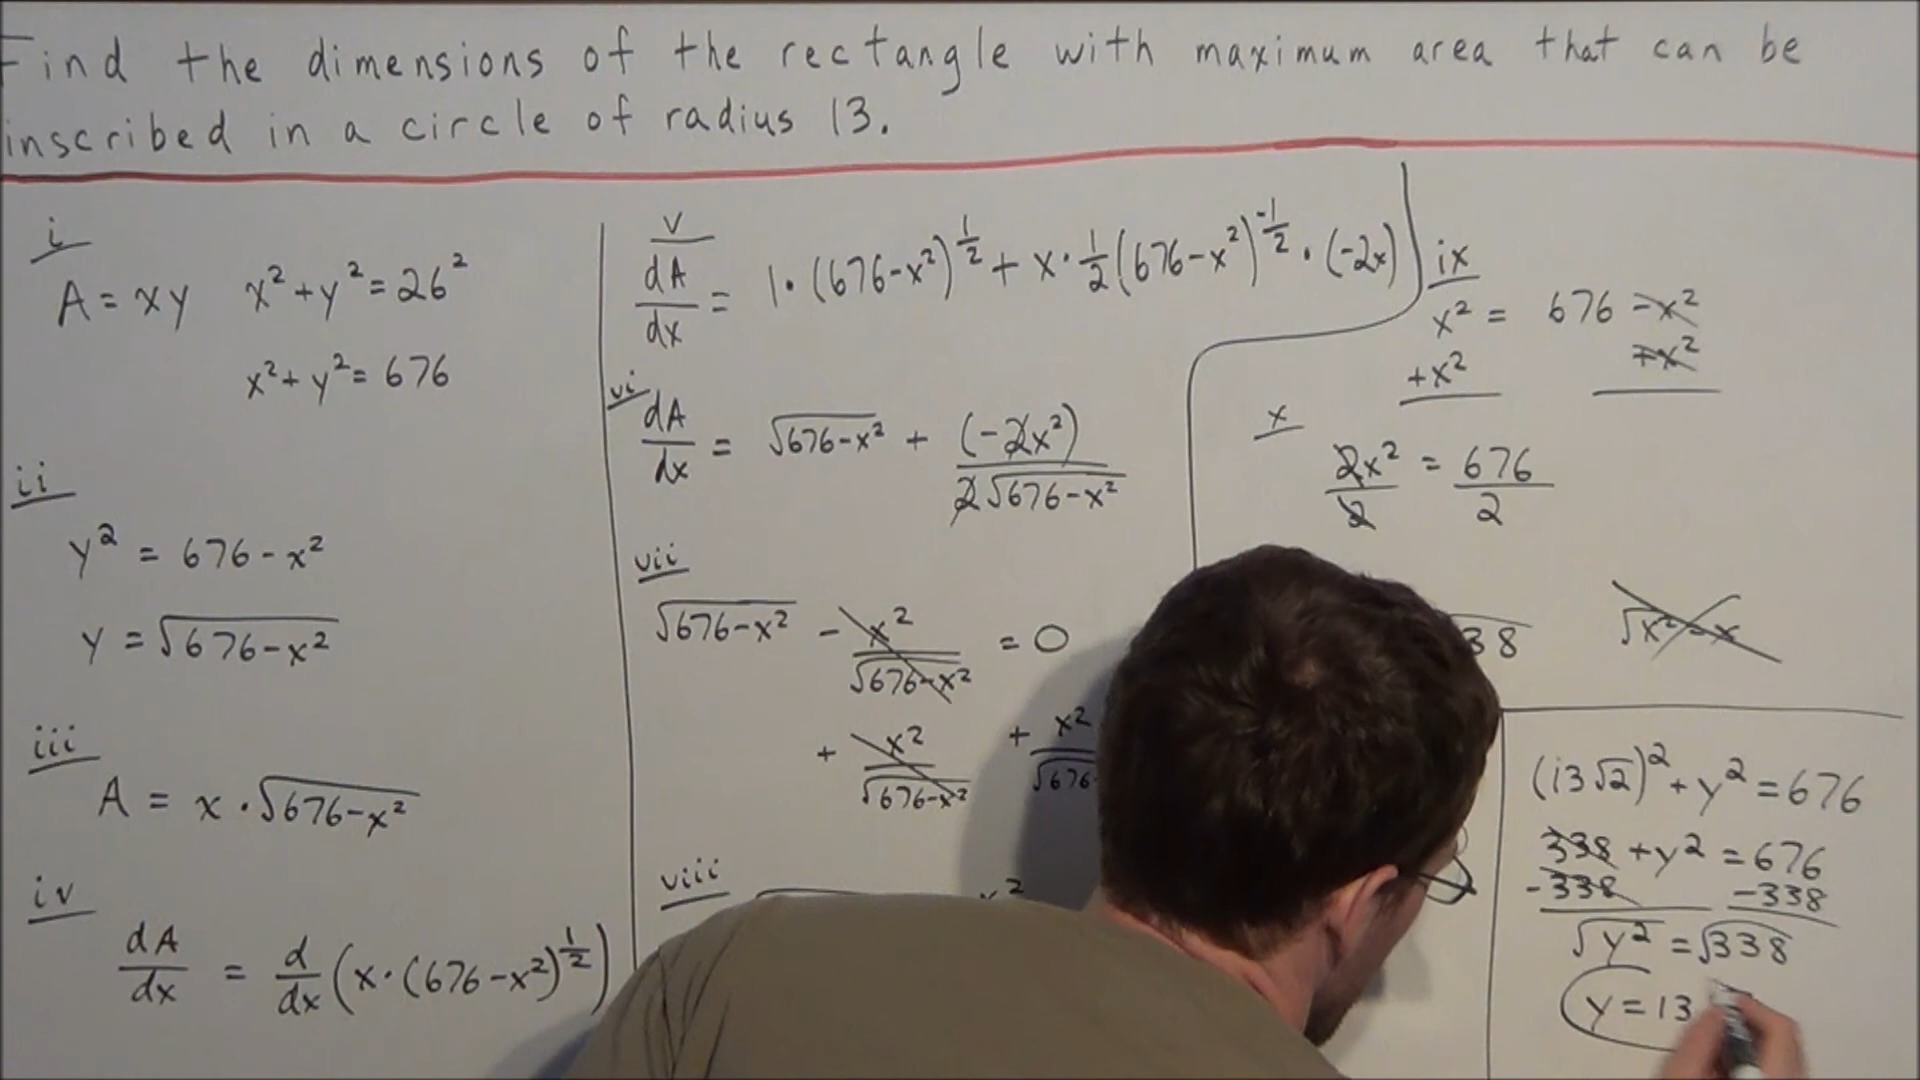 Find the dimensions of the rectangle with maximum area that can be
inscribed in a circle of radius 13.
i
A = xy x² + y² = 26²
x² + y² = 676
ii
y² = 676 - x²
y = √(676 - x²)
iii
A = x · √(676 - x²)
iv
dA/dx = d/dx (x · (676 - x²)^(1/2))
v
dA/dx = 1 · (676 - x²)^(1/2) + x · 1/2 (676 - x²)^(-1/2) · (-2x)
vi
dA/dx = √(676 - x²) + (-2x²)/(2√(676 - x²))
vii
√(676 - x²) - x²/√(676 - x²) = 0
+ x²/√(676 - x²) + x²/√676-
viii
x²
ix
x² = 676 - x²
+x² +x²
x
2x²/2 = 676/2
38
(13√2)² + y² = 676
338 + y² = 676
-338 -338
√y² = √338
y = 13